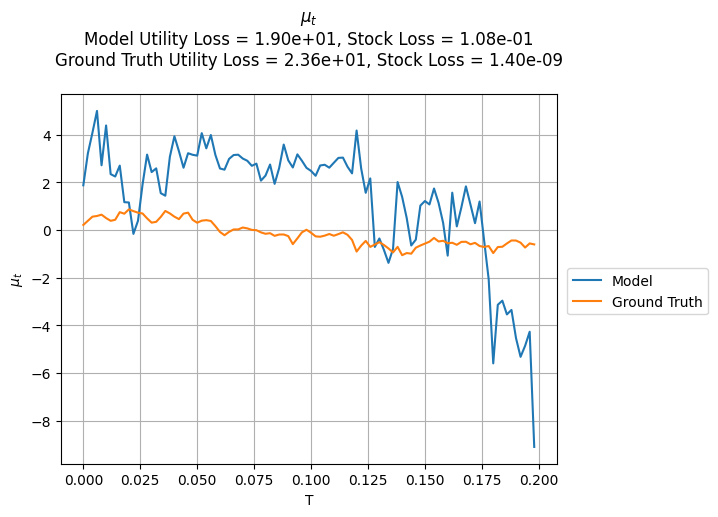 μₜ
Model Utility Loss = 1.90e+01, Stock Loss = 1.08e-01
Ground Truth Utility Loss = 2.36e+01, Stock Loss = 1.40e-09
4
2
0
−2
−4
−6
−8
μₜ
0.000 0.025 0.050 0.075 0.100 0.125 0.150 0.175 0.200
T
Model
Ground Truth